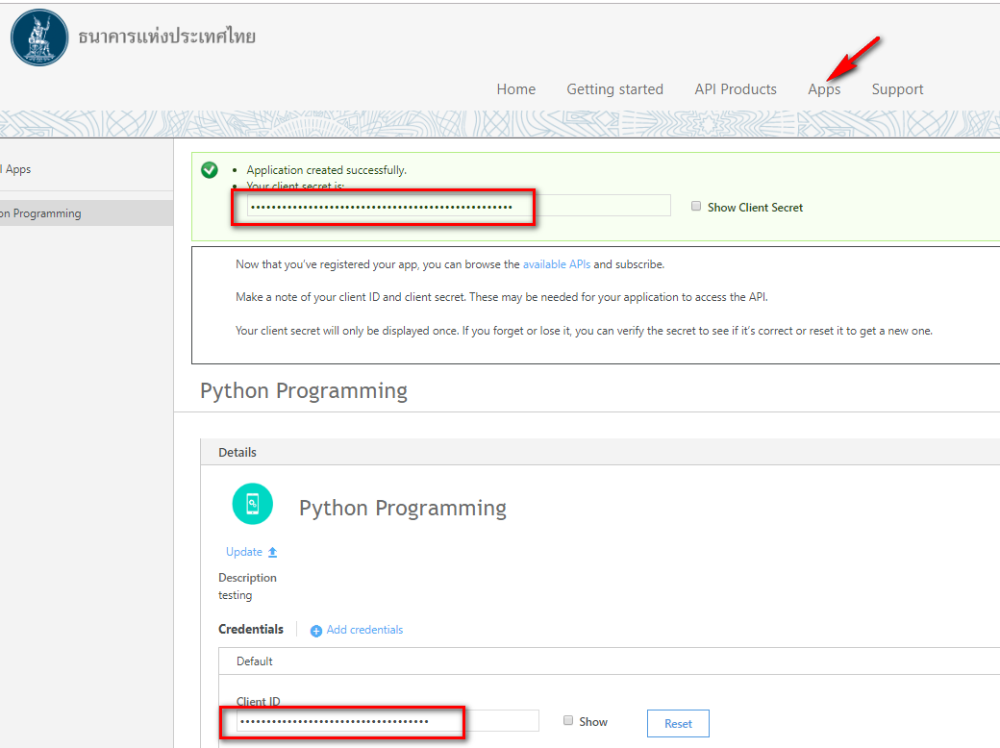 ธนาคารแห่งประเทศไทย
Home Getting started API Products Apps Support
l Apps
on Programming
Application created successfully.
Your client secret is:
•••••••••••••••••••••••••••••••••••••••••••••••••• Show Client Secret
Now that you've registered your app, you can browse the available APIs and subscribe.
Make a note of your client ID and client secret. These may be needed for your application to access the API.
Your client secret will only be displayed once. If you forget or lose it, you can verify the secret to see if it's correct or reset it to get a new one.
Python Programming
Details
Python Programming
Update
Description
testing
Credentials Add credentials
Default
Client ID
•••••••••••••••••••••••••••••••••••• Show Reset